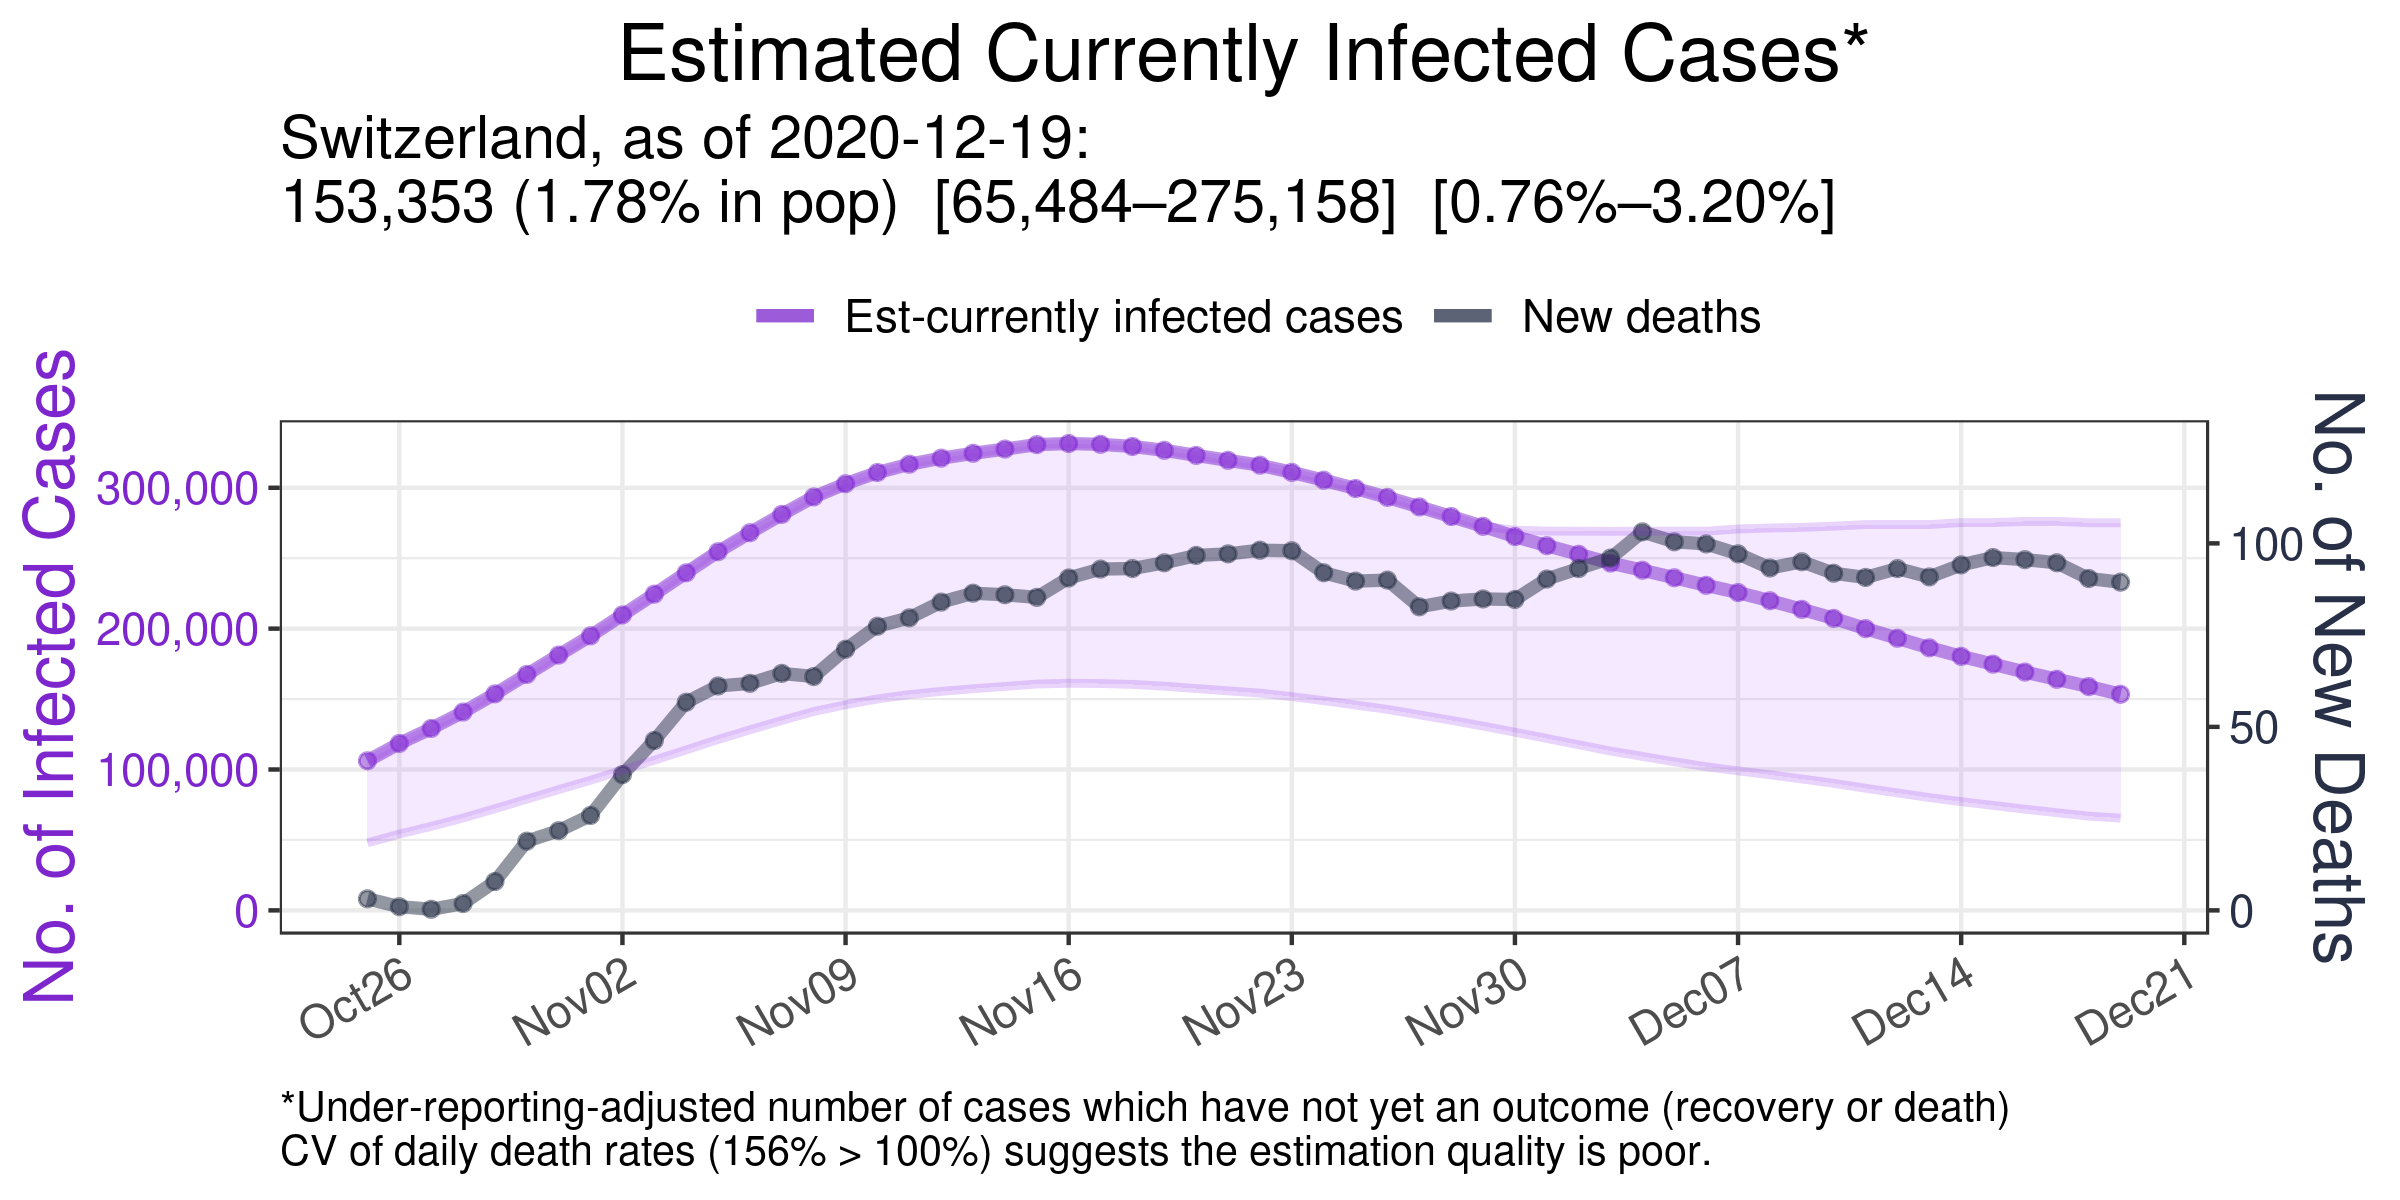 Estimated Currently Infected Cases*
Switzerland, as of 2020-12-19:
153,353 (1.78% in pop)  [65,484–275,158]  [0.76%–3.20%]
Est-currently infected cases
New deaths
No. of Infected Cases
300,000
200,000
100,000
0
100
50
0
No. of New Deaths
Oct26
Nov02
Nov09
Nov16
Nov23
Nov30
Dec07
Dec14
Dec21
*Under-reporting-adjusted number of cases which have not yet an outcome (recovery or death)
CV of daily death rates (156% > 100%) suggests the estimation quality is poor.